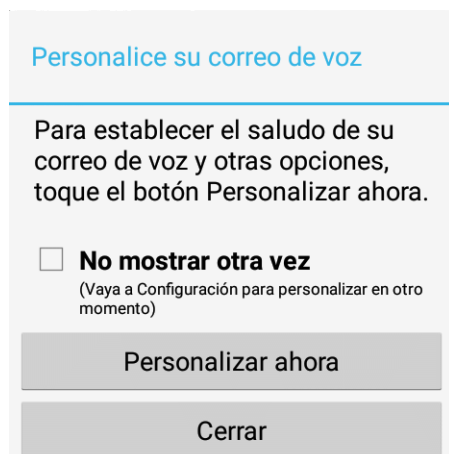 Personalice su correo de voz
Para establecer el saludo de su
correo de voz y otras opciones,
toque el botón Personalizar ahora.
No mostrar otra vez
(Vaya a Configuración para personalizar en otro
momento)
Personalizar ahora
Cerrar